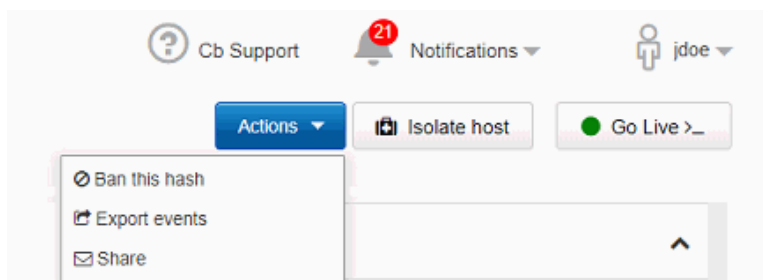 21
Cb Support Notifications jdoe
Actions Isolate host Go Live >_
Ban this hash
Export events
Share